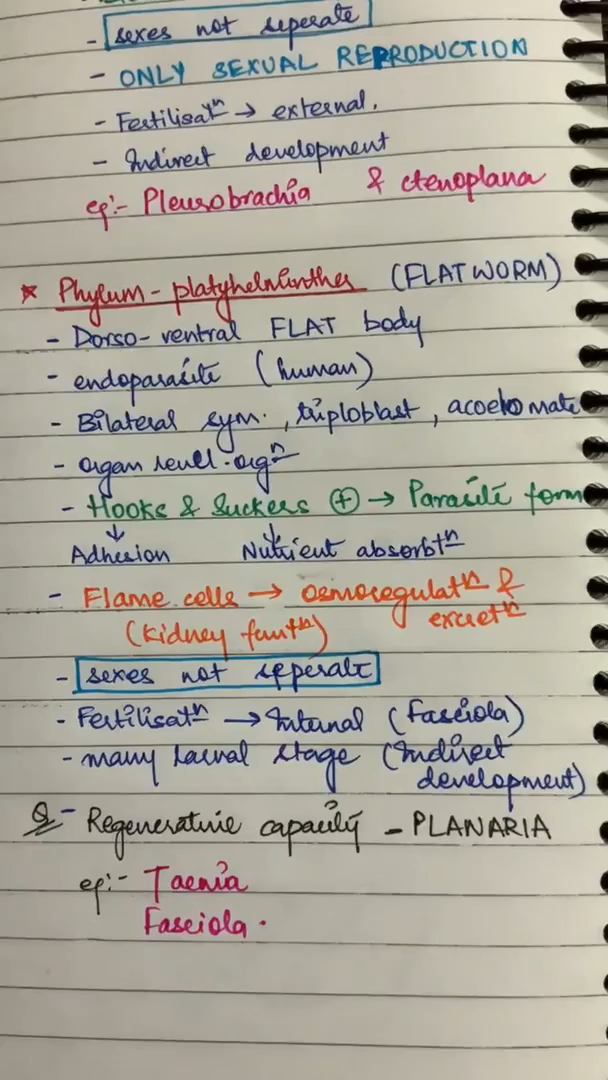 - sexes not seperate
- ONLY SEXUAL REPRODUCTION
- Fertilisatⁿ → external.
- Indirect development
eg:- Pleurobrachia & ctenoplana
* Phylum - platyhelminthes (FLATWORM)
- Dorso-ventral FLAT body
- endoparasite (human)
- Bilateral sym. , triploblast , acoelomate
- organ level orgⁿ
- Hooks & Suckers ⊕ → Parasite form
↓ ↓
Adhesion Nutrient absorbtⁿ
- Flame cells → osmoregulatⁿ &
(kidney functⁿ) excretⁿ
- sexes not seperate
- Fertilisatⁿ → Internal (Fasciola)
- many larval stage (Indirect
development)
Q - Regenerative capacity - PLANARIA
eg:- Taenia
Fasciola.